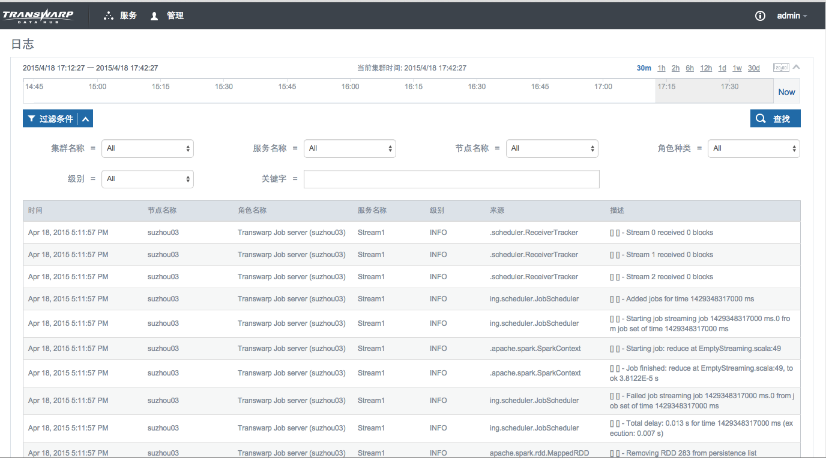 TRANSWARP
DATA HUB
服务
管理
admin
日志
2015/4/18 17:12:27 — 2015/4/18 17:42:27
当前集群时间: 2015/4/18 17:42:27
30m 1h 2h 6h 12h 1d 1w 30d
14:45 15:00 15:15 15:30 15:45 16:00 16:15 16:30 16:45 17:00 17:15 17:30 Now
过滤条件
查找
集群名称 = All 服务名称 = All 节点名称 = All 角色种类 = All
级别 = All 关键字 =
时间 节点名称 角色名称 服务名称 级别 来源 描述
Apr 18, 2015 5:11:57 PM suzhou03 Transwarp Job server (suzhou03) Stream1 INFO .scheduler.ReceiverTracker [] [] - Stream 0 received 0 blocks
Apr 18, 2015 5:11:57 PM suzhou03 Transwarp Job server (suzhou03) Stream1 INFO .scheduler.ReceiverTracker [] [] - Stream 1 received 0 blocks
Apr 18, 2015 5:11:57 PM suzhou03 Transwarp Job server (suzhou03) Stream1 INFO .scheduler.ReceiverTracker [] [] - Stream 2 received 0 blocks
Apr 18, 2015 5:11:57 PM suzhou03 Transwarp Job server (suzhou03) Stream1 INFO ing.scheduler.JobScheduler [] [] - Added jobs for time 1429348317000 ms
Apr 18, 2015 5:11:57 PM suzhou03 Transwarp Job server (suzhou03) Stream1 INFO ing.scheduler.JobScheduler [] [] - Starting job streaming job 1429348317000 ms.0 fro
m job set of time 1429348317000 ms
Apr 18, 2015 5:11:57 PM suzhou03 Transwarp Job server (suzhou03) Stream1 INFO .apache.spark.SparkContext [] [] - Starting job: reduce at EmptyStreaming.scala:49
Apr 18, 2015 5:11:57 PM suzhou03 Transwarp Job server (suzhou03) Stream1 INFO .apache.spark.SparkContext [] [] - Job finished: reduce at EmptyStreaming.scala:49, to
ok 3.8122E-5 s
Apr 18, 2015 5:11:57 PM suzhou03 Transwarp Job server (suzhou03) Stream1 INFO ing.scheduler.JobScheduler [] [] - Failed job streaming job 1429348317000 ms.0 from j
ob set of time 1429348317000 ms
Apr 18, 2015 5:11:57 PM suzhou03 Transwarp Job server (suzhou03) Stream1 INFO ing.scheduler.JobScheduler [] [] - Total delay: 0.013 s for time 1429348317000 ms (ex
ecution: 0.007 s)
Apr 18, 2015 5:11:57 PM suzhou03 Transwarp Job server (suzhou03) Stream1 INFO apache.spark.rdd.MappedRDD [] [] - Removing RDD 283 from persistence list